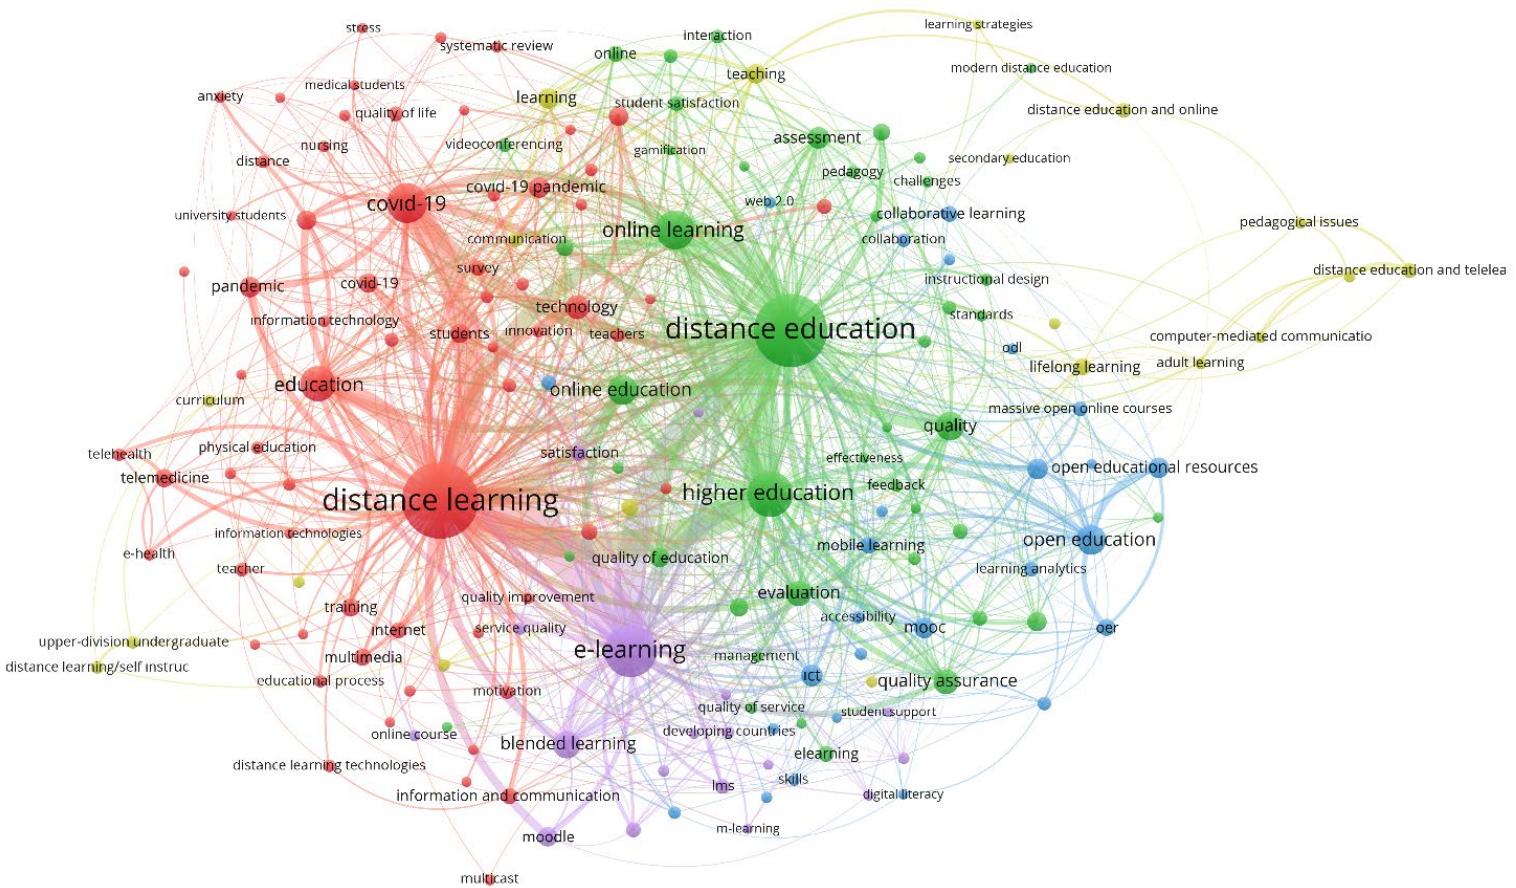 learning strategies
stress
interaction
systematic review
online
modern distance education
teaching
medical students
anxiety
learning
student satisfaction
distance education and online
quality of life
assessment
nursing
videoconferencing
gamification
secondary education
distance
pedagogy
challenges
covid-19 pandemic
web 2.0
covid-19
university students
collaborative learning
pedagogical issues
online learning
communication
collaboration
survey
distance education and telelea
pandemic
covid-19
instructional design
technology
standards
information technology
distance education
students
innovation
teachers
computer-mediated communicatio
odl
adult learning
lifelong learning
education
online education
curriculum
massive open online courses
quality
physical education
telehealth
satisfaction
effectiveness
open educational resources
telemedicine
feedback
distance learning
higher education
information technologies
open education
mobile learning
e-health
quality of education
teacher
learning analytics
evaluation
quality improvement
training
accessibility
internet
service quality
mooc
oer
upper-division undergraduate
e-learning
multimedia
management
distance learning/self instruc
educational process
ict
quality assurance
motivation
quality of service
student support
online course
developing countries
blended learning
elearning
distance learning technologies
skills
lms
information and communication
digital literacy
m-learning
moodle
multicast